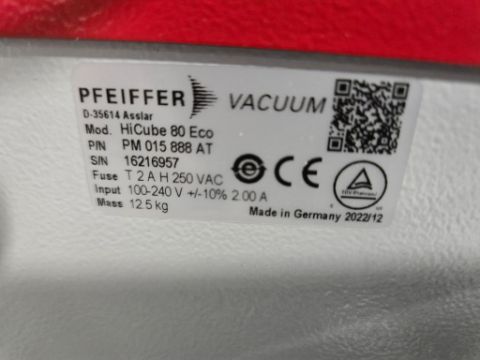 PFEIFFER VACUUM
D-35614 Asslar
Mod. HiCube 80 Eco
P/N PM 015 888 AT
S/N 16216957
Fuse T 2 A H 250 VAC
Input 100-240 V +/-10% 2.00 A
Mass 12.5 kg
Made in Germany 2022/12